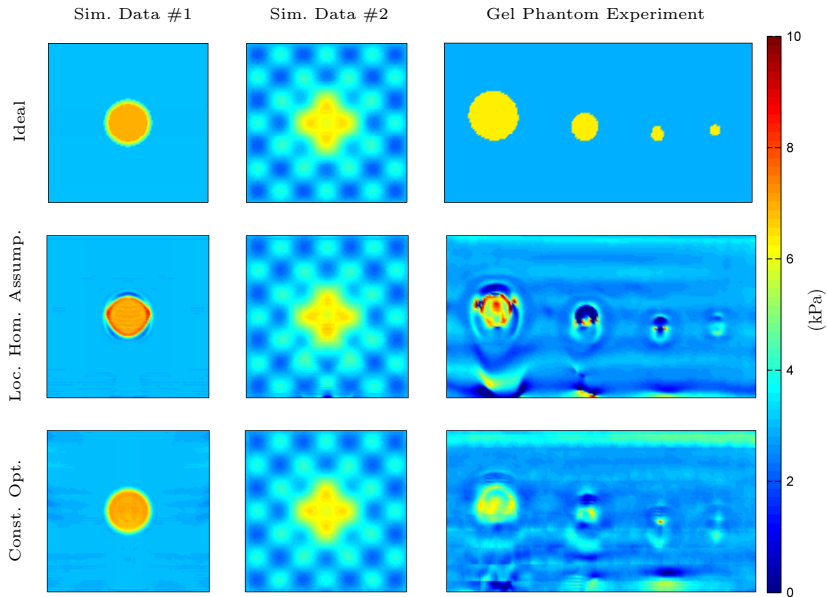 Sim. Data #1
Sim. Data #2
Gel Phantom Experiment
Ideal
Loc. Hom. Assump.
Const. Opt.
10
8
6
4
2
0
(kPa)